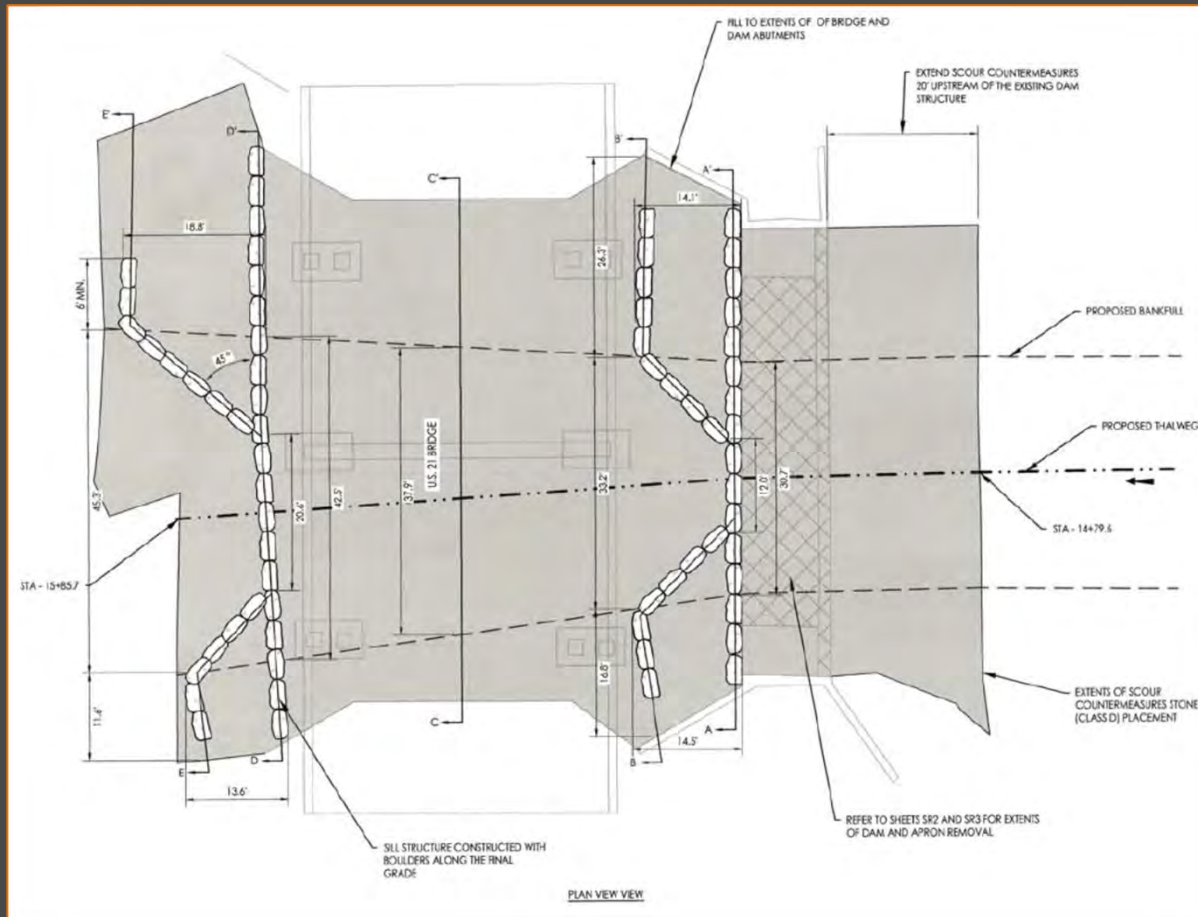 FILL TO EXTENTS OF OF BRIDGE AND
DAM ABUTMENTS
EXTEND SCOUR COUNTERMEASURES
20' UPSTREAM OF THE EXISTING DAM
STRUCTURE
E'
D'
C'
B'
A'
18.8'
14.1'
26.3'
6' MIN.
45°
PROPOSED BANKFULL
PROPOSED THALWEG
U.S. 21 BRIDGE
45.3'
20.6'
42.5'
37.9'
33.2'
12.0'
30.7'
STA - 14+79.6
STA - 15+85.7
16.8'
11.6'
C
A
B
E
D
14.5'
13.6'
EXTENTS OF SCOUR
COUNTERMEASURES STONE
(CLASS D) PLACEMENT
REFER TO SHEETS SR2 AND SR3 FOR EXTENTS
OF DAM AND APRON REMOVAL
SILL STRUCTURE CONSTRUCTED WITH
BOULDERS ALONG THE FINAL
GRADE
PLAN VIEW VIEW